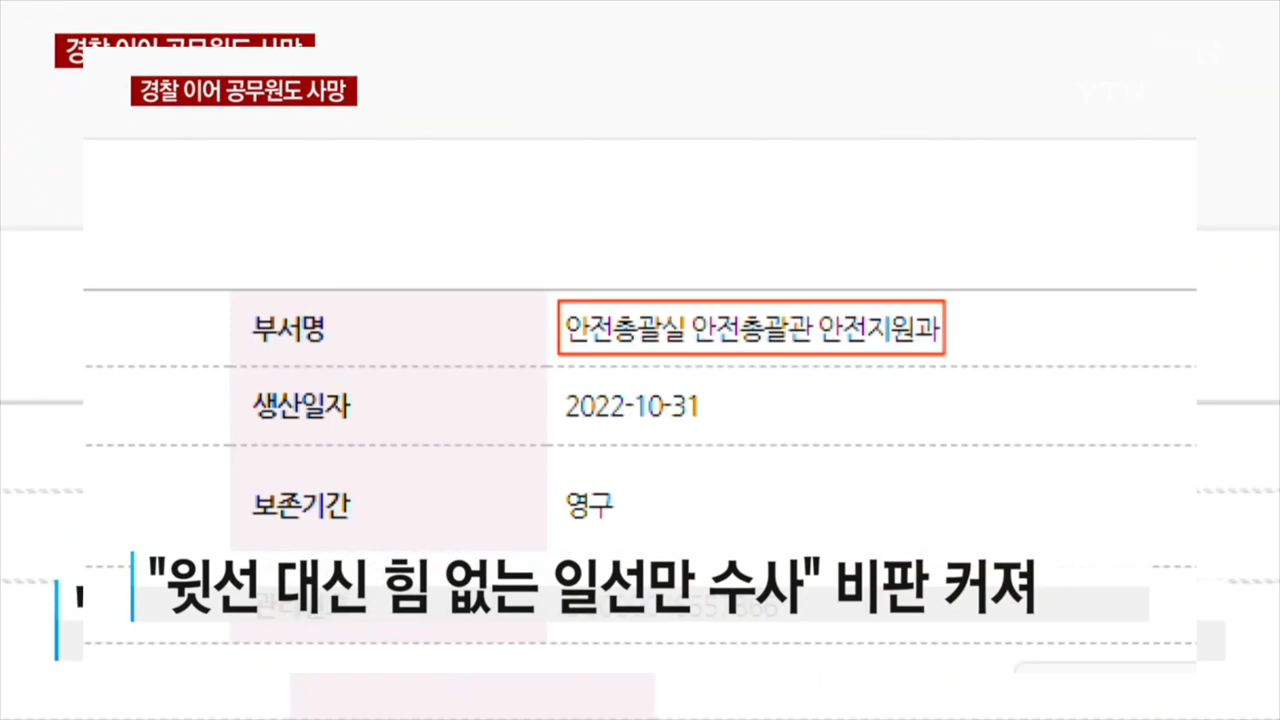 경찰 이어 공무원도 사망
경찰 이어 공무원도 사망
YTN
부서명 안전총괄실 안전총괄관 안전지원과
생산일자 2022-10-31
보존기간 영구
"윗선 대신 힘 없는 일선만 수사" 비판 커져